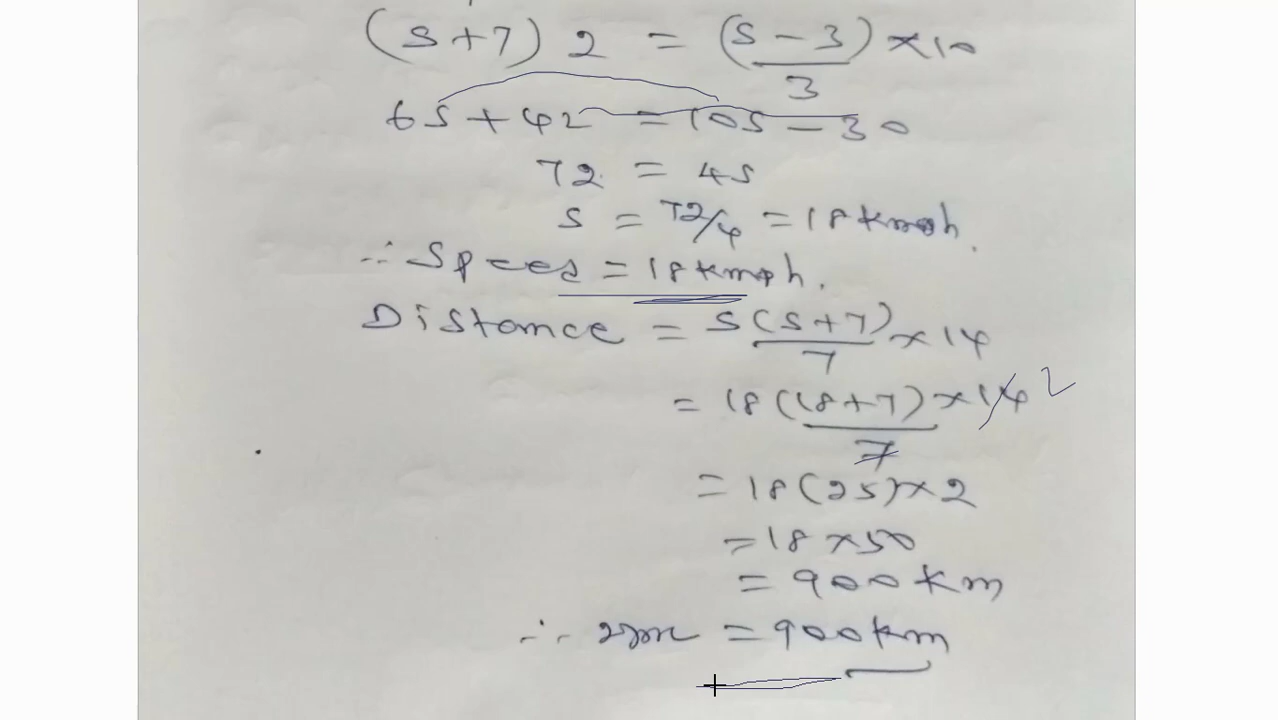 (S+7) 2 = (S-3)/3 ×10
6S + 42 = 10S - 30
72 = 4S
S = 72/4 = 18 kmph.
∴ Speed = 18 kmph.
Distance = S(S+7)/7 × 14
= 18 (18+7)/7 × 14 2
= 18 (25) × 2
= 18 × 50
= 900 km
∴ = 900 km